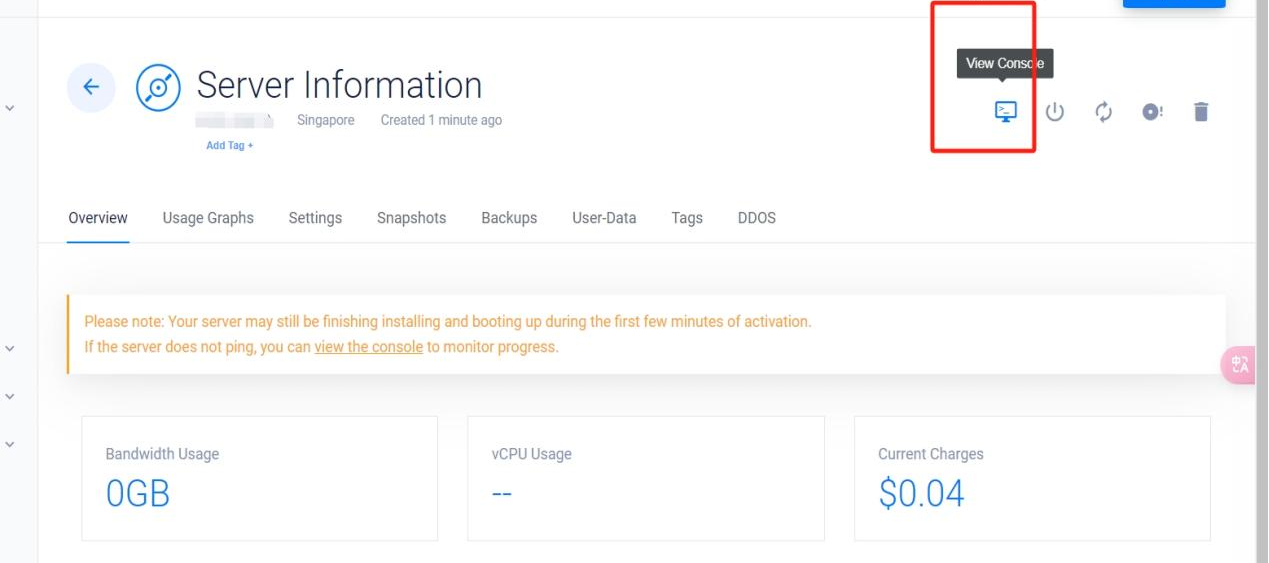 View Console
Server Information
Singapore Created 1 minute ago
Add Tag +
Overview Usage Graphs Settings Snapshots Backups User-Data Tags DDOS
Please note: Your server may still be finishing installing and booting up during the first few minutes of activation.
If the server does not ping, you can view the console to monitor progress.
Bandwidth Usage vCPU Usage Current Charges
0GB -- $0.04